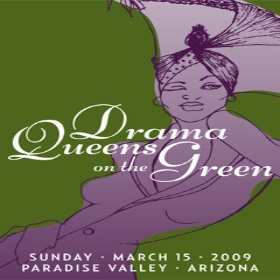 Drama
Queens
on the
Green
SUNDAY · MARCH 15 · 2009
PARADISE VALLEY · ARIZONA